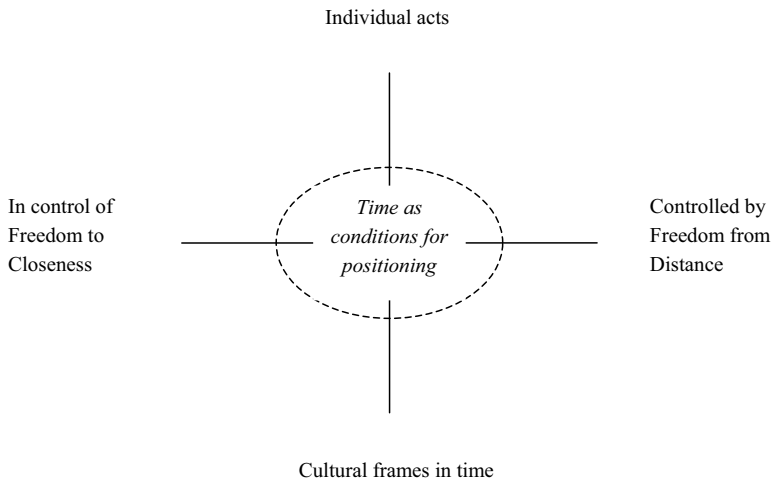 Individual acts
In control of
Freedom to
Closeness
Time as
conditions for
positioning
Controlled by
Freedom from
Distance
Cultural frames in time